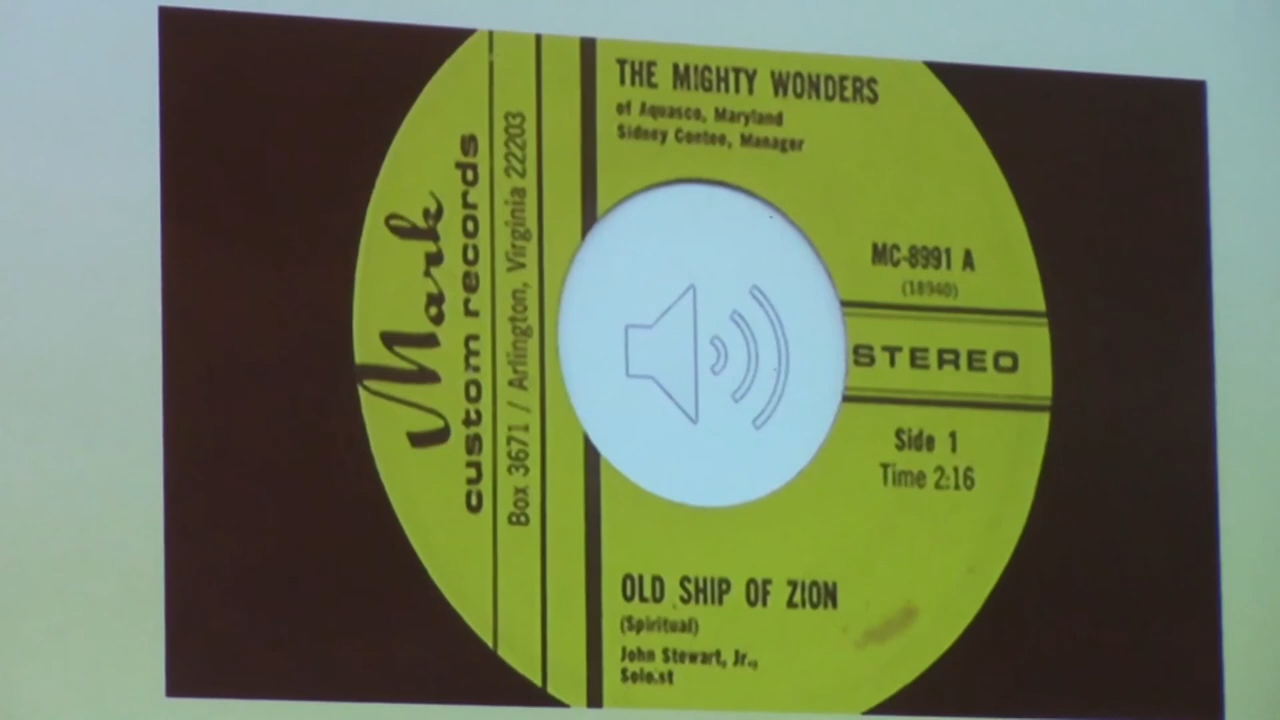 Mark
custom records
Box 3671 / Arlington, Virginia 22203
THE MIGHTY WONDERS
of Aquasco, Maryland
Sidney Contee, Manager
MC-8991 A
(18940)
STEREO
Side 1
Time 2:16
OLD SHIP OF ZION
(Spiritual)
John Stewart, Jr.,
Soloist